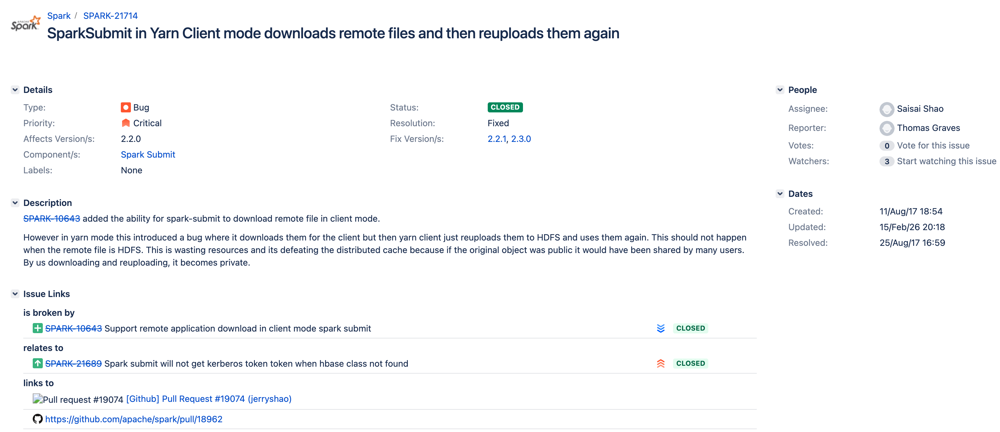 APACHE Spark
Spark / SPARK-21714
SparkSubmit in Yarn Client mode downloads remote files and then reuploads them again
Details
Type: Bug
Priority: Critical
Affects Version/s: 2.2.0
Component/s: Spark Submit
Labels: None
Status: CLOSED
Resolution: Fixed
Fix Version/s: 2.2.1, 2.3.0
Description
SPARK-10643 added the ability for spark-submit to download remote file in client mode.
However in yarn mode this introduced a bug where it downloads them for the client but then yarn client just reuploads them to HDFS and uses them again. This should not happen
when the remote file is HDFS. This is wasting resources and its defeating the distributed cache because if the original object was public it would have been shared by many users.
By us downloading and reuploading, it becomes private.
Issue Links
is broken by
SPARK-10643 Support remote application download in client mode spark submit CLOSED
relates to
SPARK-21689 Spark submit will not get kerberos token token when hbase class not found CLOSED
links to
Pull request #19074 [Github] Pull Request #19074 (jerryshao)
https://github.com/apache/spark/pull/18962
People
Assignee: Saisai Shao
Reporter: Thomas Graves
Votes: 0 Vote for this issue
Watchers: 3 Start watching this issue
Dates
Created: 11/Aug/17 18:54
Updated: 15/Feb/26 20:18
Resolved: 25/Aug/17 16:59